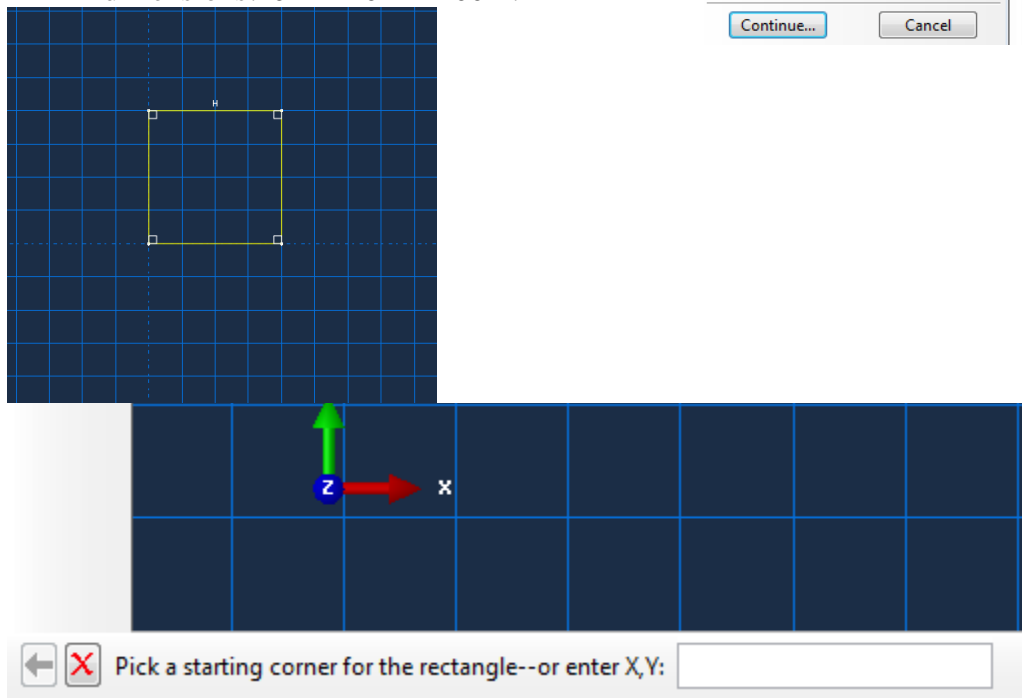 Continue...
Cancel
H
Z
X
Pick a starting corner for the rectangle--or enter X,Y: